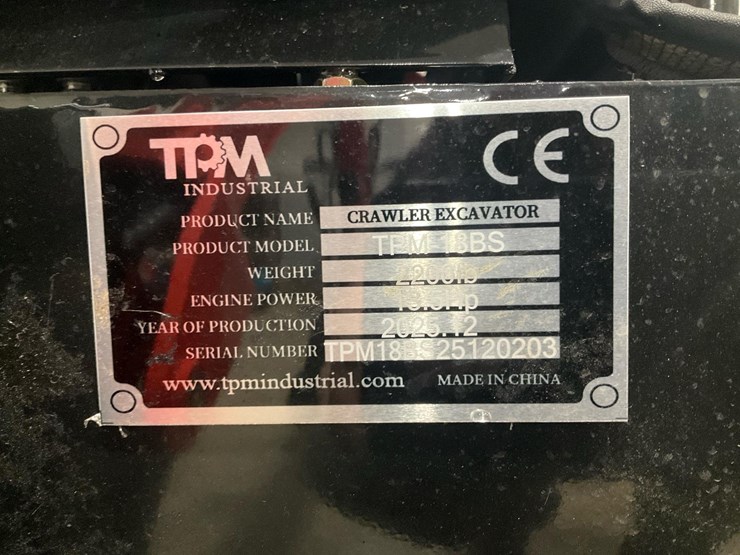 TPM
INDUSTRIAL
CE
PRODUCT NAME CRAWLER EXCAVATOR
PRODUCT MODEL TPM 18BS
WEIGHT 2200lb
ENGINE POWER
YEAR OF PRODUCTION 2025.12
SERIAL NUMBER TPM18BS25120203
www.tpmindustrial.com MADE IN CHINA